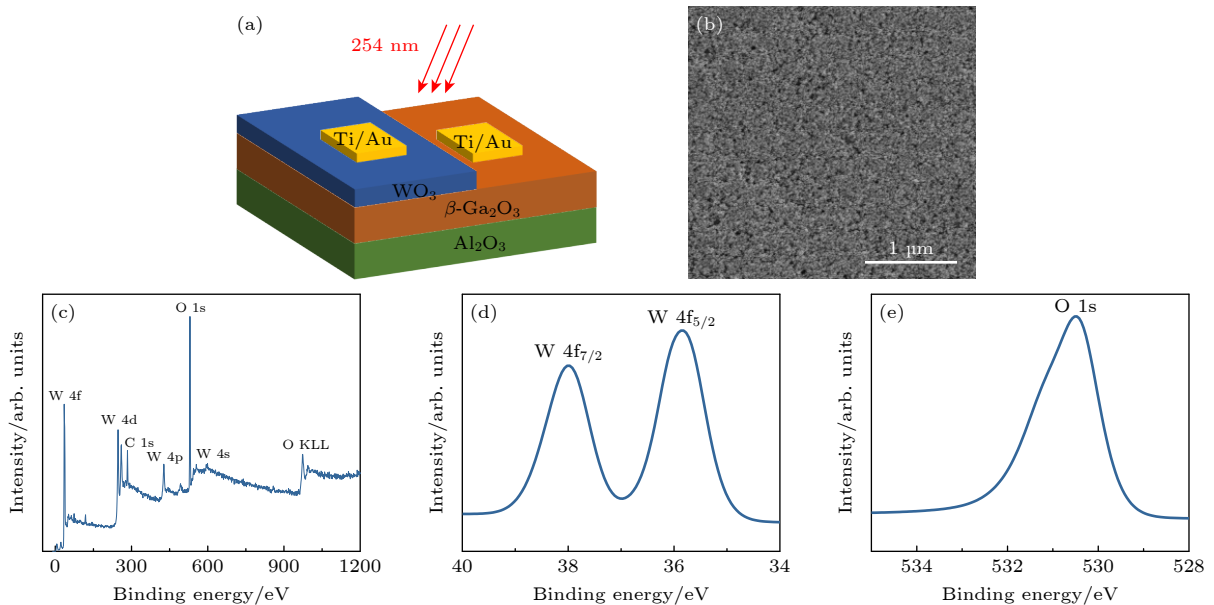 (a)
254 nm
Ti/Au
Ti/Au
WO₃
β-Ga₂O₃
Al₂O₃
(b)
1 μm
(c)
O 1s
W 4f
W 4d
C 1s
W 4p
W 4s
O KLL
Intensity/arb. units
0 300 600 900 1200
Binding energy/eV
(d)
W 4f₇/₂
W 4f₅/₂
Intensity/arb. units
40 38 36 34
Binding energy/eV
(e)
O 1s
Intensity/arb. units
534 532 530 528
Binding energy/eV